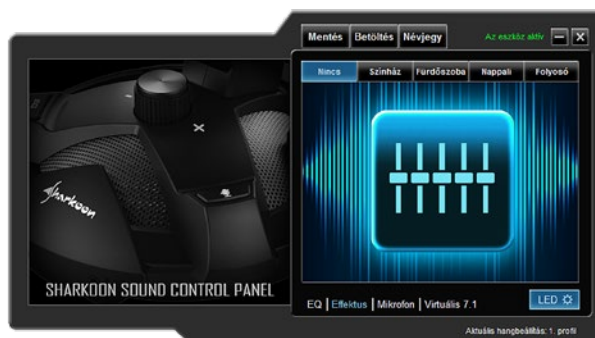 Mentés Betöltés Névjegy Az eszköz aktív
Nincs Színház Fürdőszoba Nappali Folyosó
Sharkoon
SHARKOON SOUND CONTROL PANEL
EQ | Effektus | Mikrofon | Virtuális 7.1 LED
Aktuális hangbeállítás: 1. profil